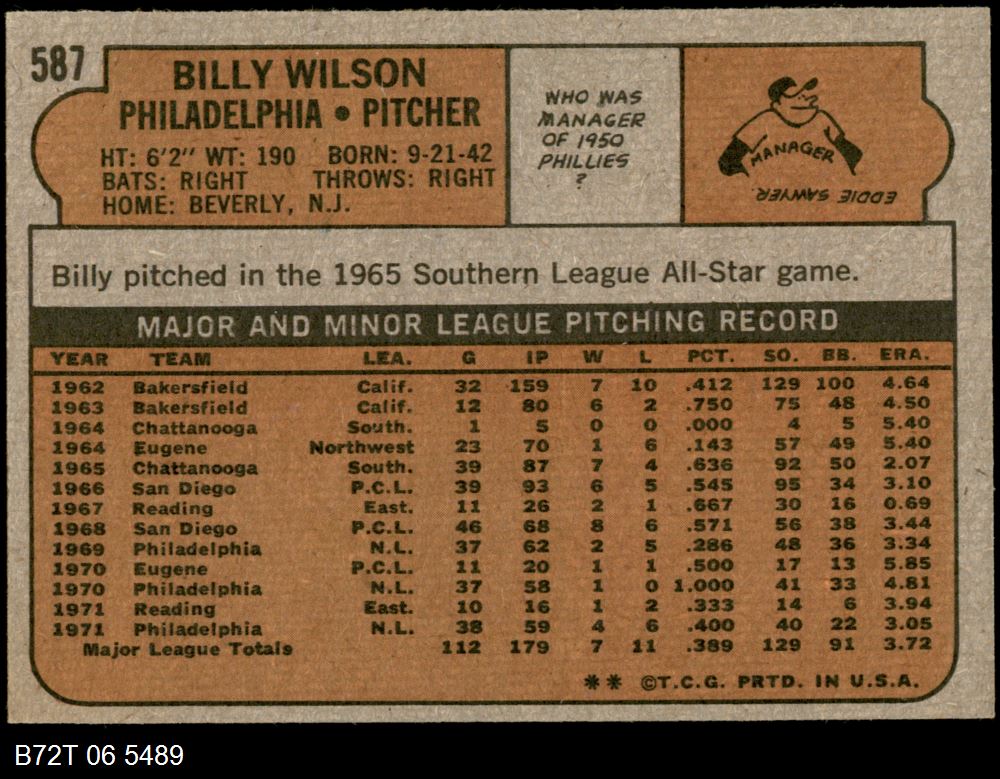 587
BILLY WILSON
PHILADELPHIA • PITCHER
HT: 6'2" WT: 190 BORN: 9-21-42
BATS: RIGHT THROWS: RIGHT
HOME: BEVERLY, N.J.
WHO WAS
MANAGER
OF 1950
PHILLIES
?
MANAGER
EDDIE SAWYER
Billy pitched in the 1965 Southern League All-Star game.
MAJOR AND MINOR LEAGUE PITCHING RECORD
YEAR TEAM LEA. G IP W L PCT. SO. BB. ERA.
1962 Bakersfield Calif. 32 159 7 10 .412 129 100 4.64
1963 Bakersfield Calif. 12 80 6 2 .750 75 48 4.50
1964 Chattanooga South. 1 5 0 0 .000 4 5 5.40
1964 Eugene Northwest 23 70 1 6 .143 57 49 5.40
1965 Chattanooga South. 39 87 7 4 .636 92 50 2.07
1966 San Diego P.C.L. 39 93 6 5 .545 95 34 3.10
1967 Reading East. 11 26 2 1 .667 30 16 0.69
1968 San Diego P.C.L. 46 68 8 6 .571 56 38 3.44
1969 Philadelphia N.L. 37 62 2 5 .286 48 36 3.34
1970 Eugene P.C.L. 11 20 1 1 .500 17 13 5.85
1970 Philadelphia N.L. 37 58 1 0 1.000 41 33 4.81
1971 Reading East. 10 16 1 2 .333 14 6 3.94
1971 Philadelphia N.L. 38 59 4 6 .400 40 22 3.05
Major League Totals 112 179 7 11 .389 129 91 3.72
** ©T.C.G. PRTD. IN U.S.A.
B72T 06 5489